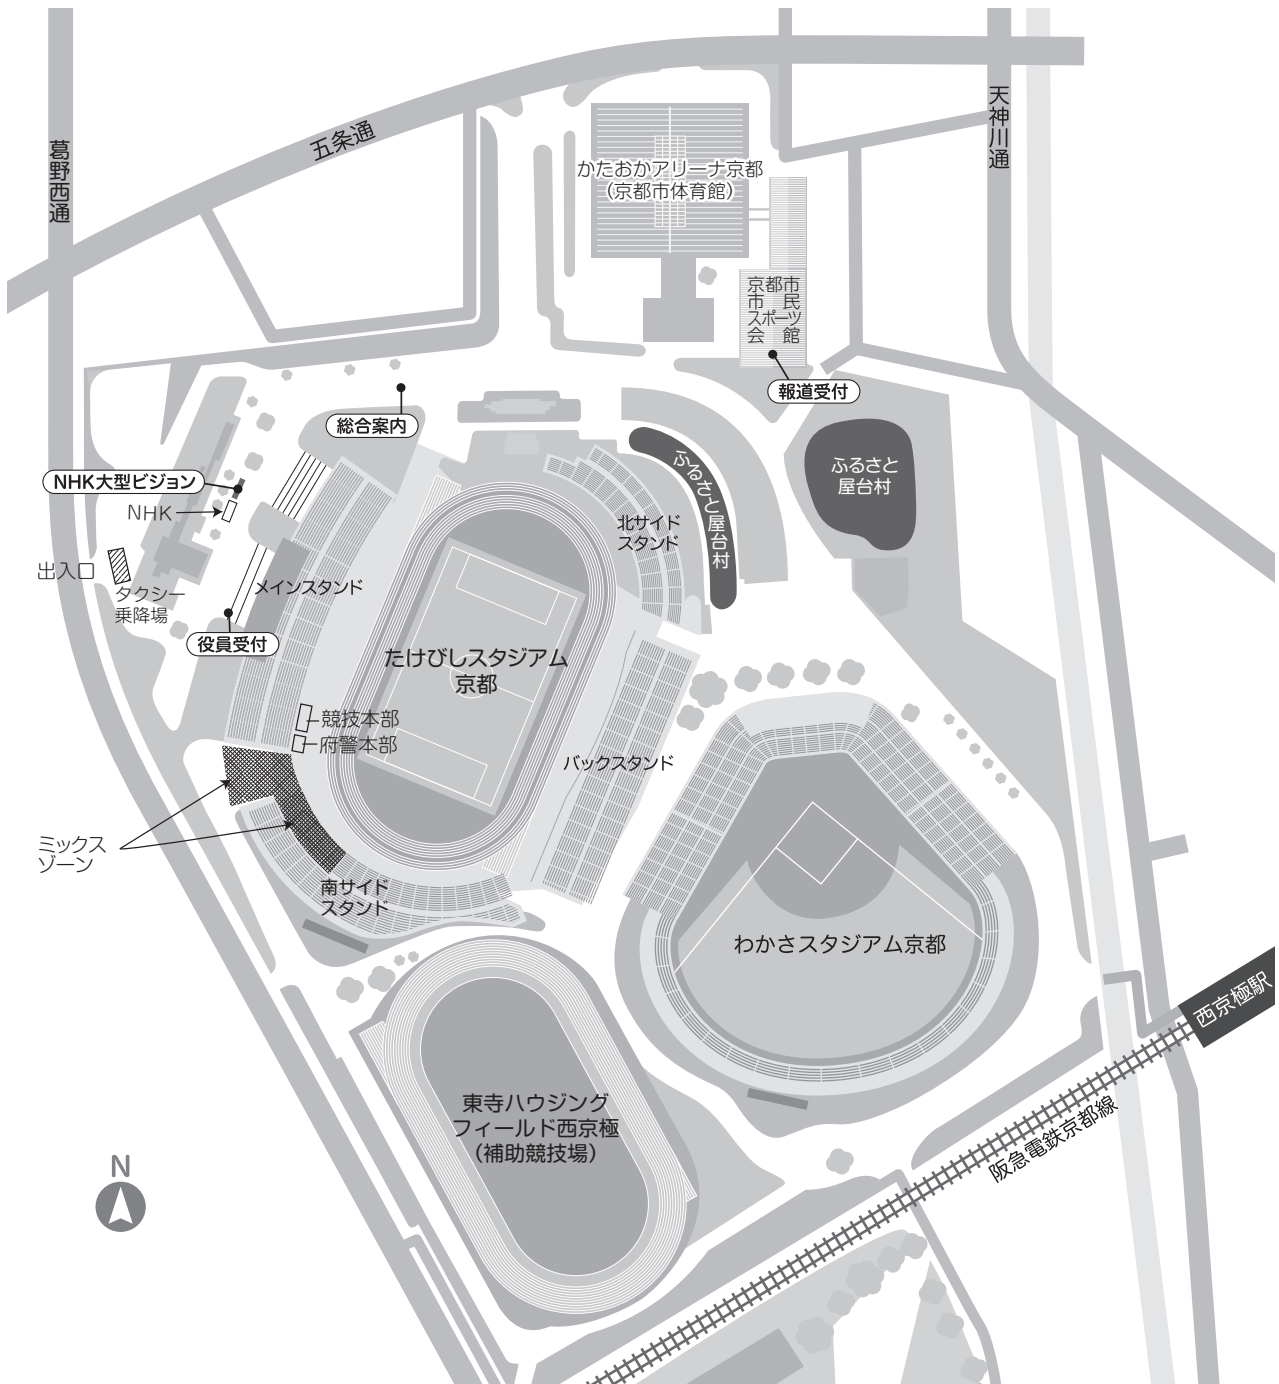 葛野西通
五条通
天神川通
かたおかアリーナ京都
（京都市体育館）
京都市
市民
スポーツ
会館
報道受付
総合案内
NHK大型ビジョン
NHK
出入口
タクシー
乗降場
役員受付
メインスタンド
北サイド
スタンド
ふるさと屋台村
ふるさと
屋台村
たけびしスタジアム
京都
競技本部
府警本部
バックスタンド
ミックス
ゾーン
南サイド
スタンド
わかさスタジアム京都
西京極駅
阪急電鉄京都線
東寺ハウジング
フィールド西京極
（補助競技場）
N